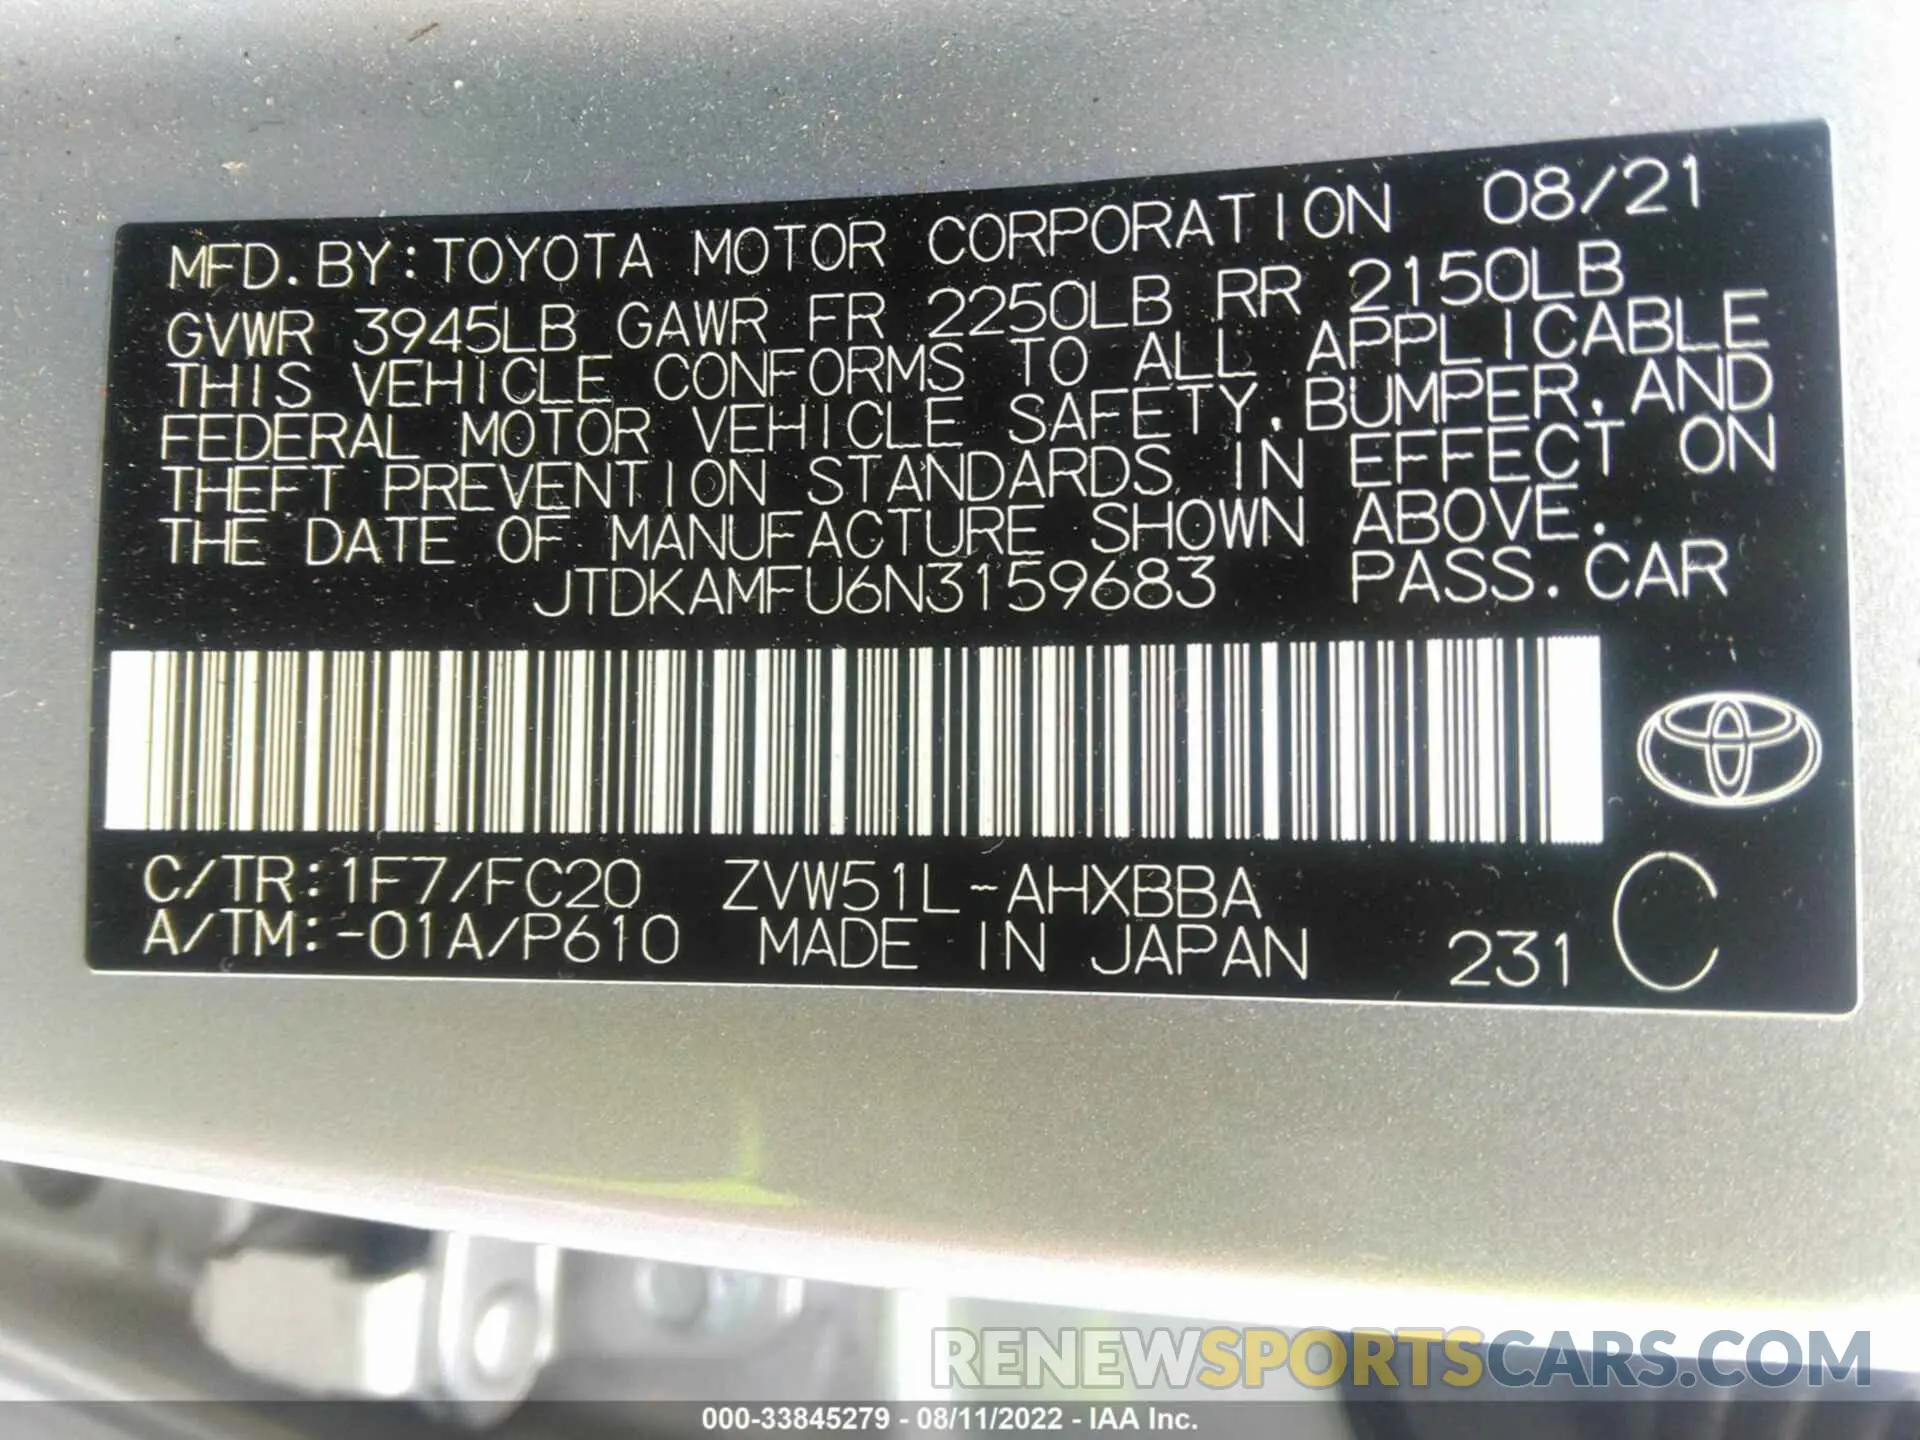 MFD.BY:TOYOTA MOTOR CORPORATION 08/21
GVWR 3945LB GAWR FR 2250LB RR 2150LB
THIS VEHICLE CONFORMS TO ALL APPLICABLE
FEDERAL MOTOR VEHICLE SAFETY,BUMPER,AND
THEFT PREVENTION STANDARDS IN EFFECT ON
THE DATE OF MANUFACTURE SHOWN ABOVE.
JTDKAMFU6N3159683 PASS.CAR
C/TR:1F7/FC20 ZVW51L-AHXBBA
A/TM:-01A/P610 MADE IN JAPAN 231 C
RENEWSPORTSCARS.COM
000-33845279 - 08/11/2022 - IAA Inc.